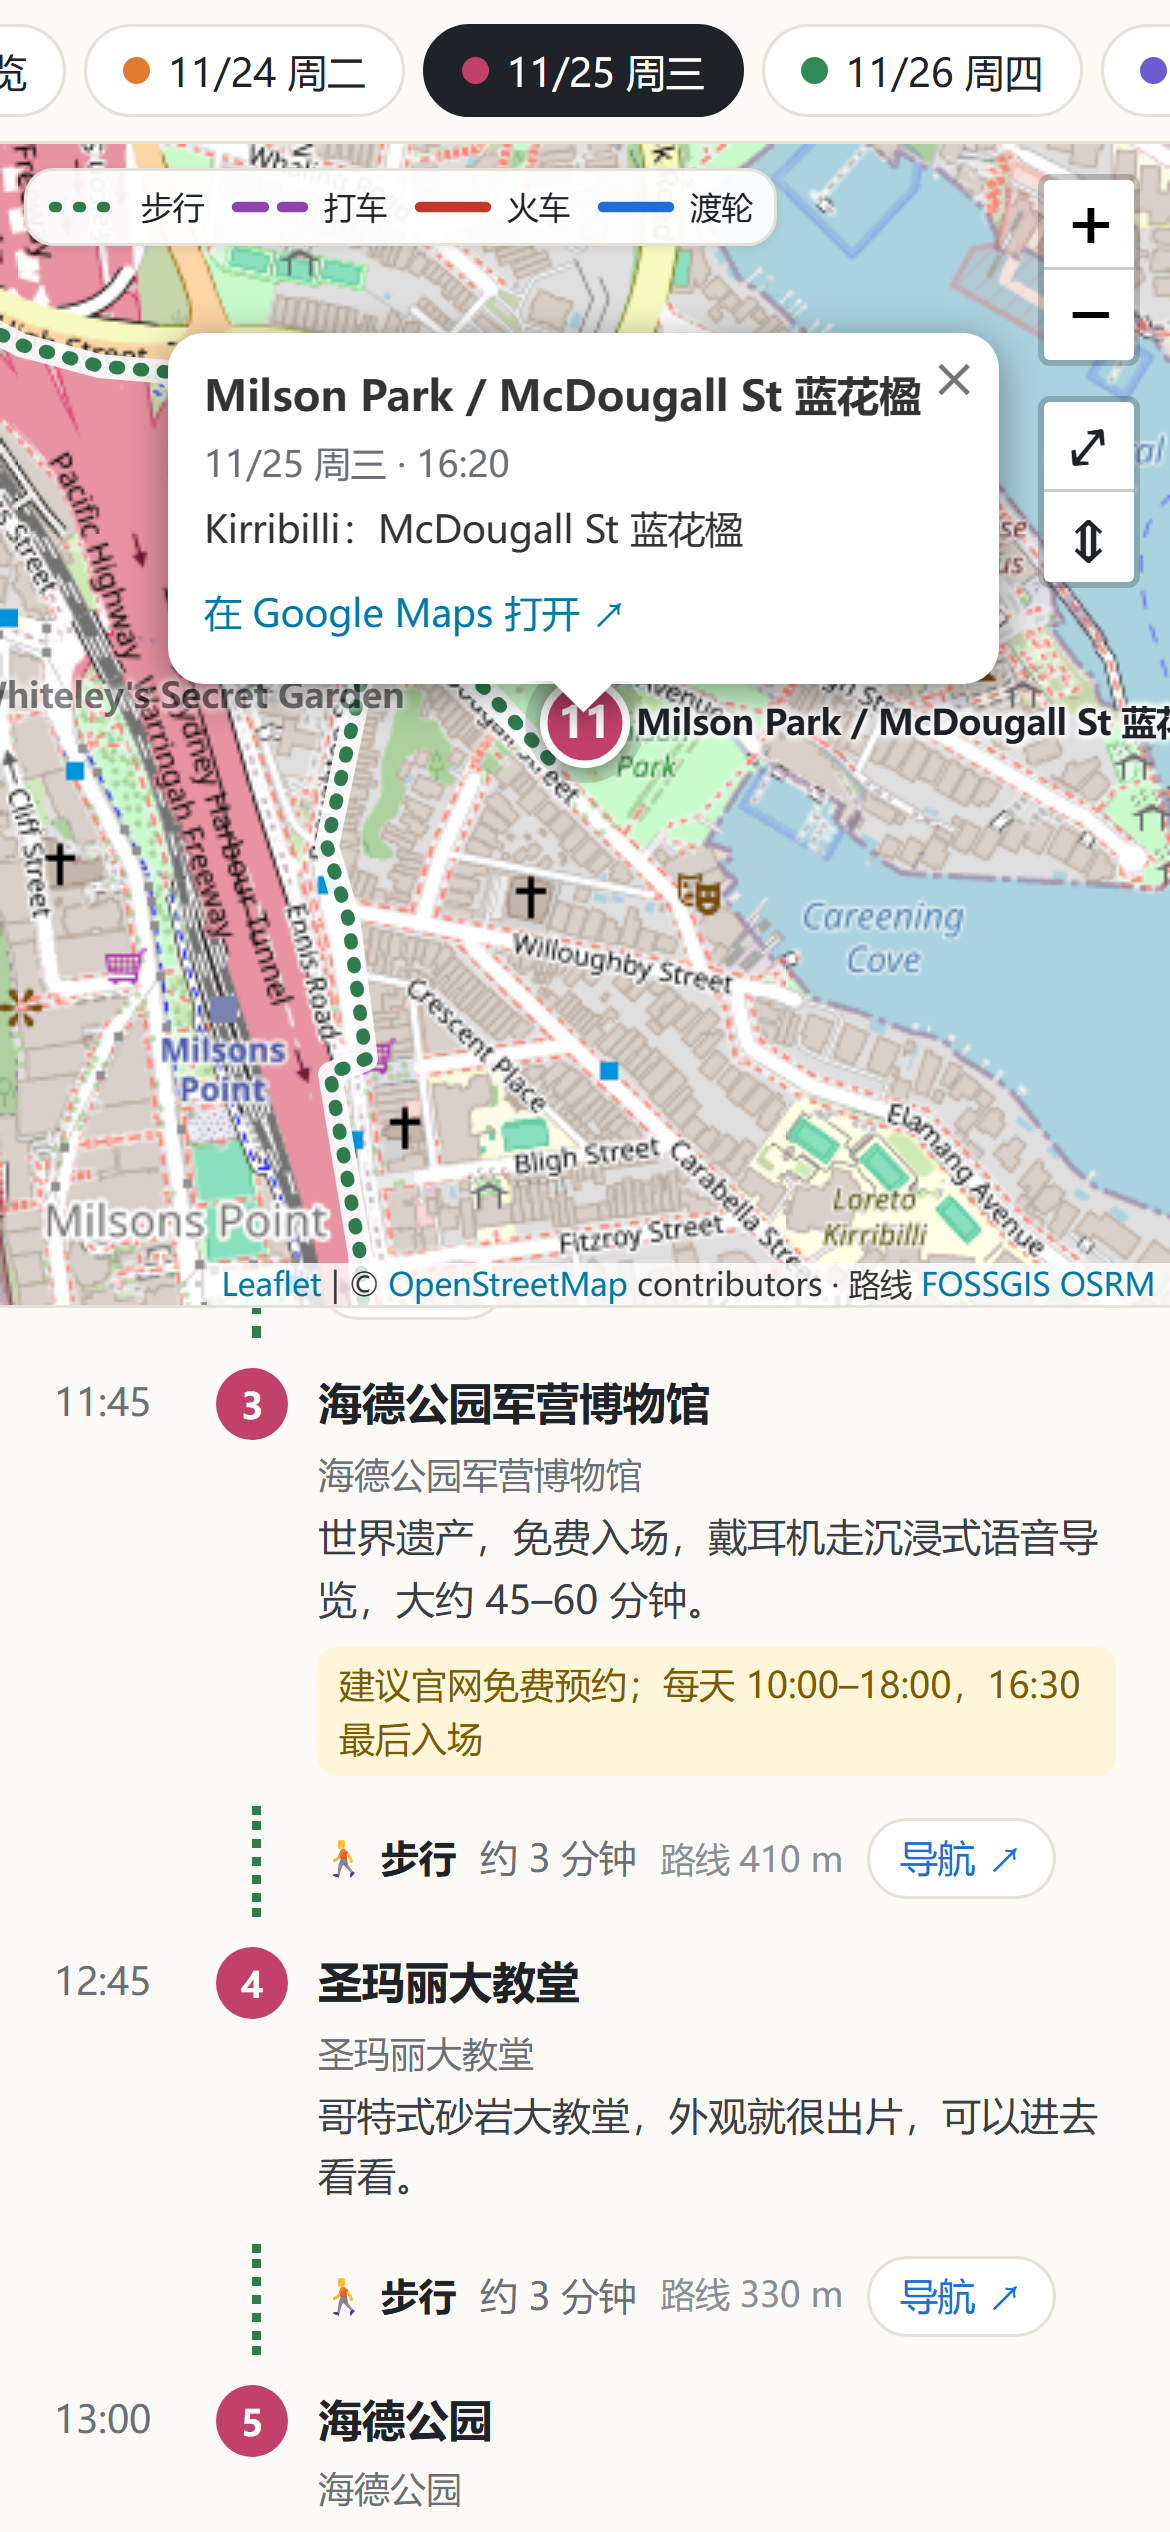 览
11/24 周二
11/25 周三
11/26 周四
步行
打车
火车
渡轮
+
−
Milson Park / McDougall St 蓝花楹
×
11/25 周三 · 16:20
Kirribilli：McDougall St 蓝花楹
在 Google Maps 打开 ↗
Pacific Highway
Whiteley's Secret Garden
11
Milson Park / McDougall St 蓝花
Park
Sydney Harbour Tunnel
Warringah Freeway
Cliff Street
Ennis Road
Careening
Cove
Willoughby Street
Crescent Place
Milsons
Point
Bligh Street
Carabella Stre
Elamang Avenue
Loreto
Kirribilli
Milsons Point
Fitzroy Street
Leaflet | © OpenStreetMap contributors · 路线 FOSSGIS OSRM
11:45
3
海德公园军营博物馆
海德公园军营博物馆
世界遗产，免费入场，戴耳机走沉浸式语音导
览，大约 45–60 分钟。
建议官网免费预约；每天 10:00–18:00，16:30
最后入场
步行 约 3 分钟 路线 410 m 导航 ↗
12:45
4
圣玛丽大教堂
圣玛丽大教堂
哥特式砂岩大教堂，外观就很出片，可以进去
看看。
步行 约 3 分钟 路线 330 m 导航 ↗
13:00
5
海德公园
海德公园